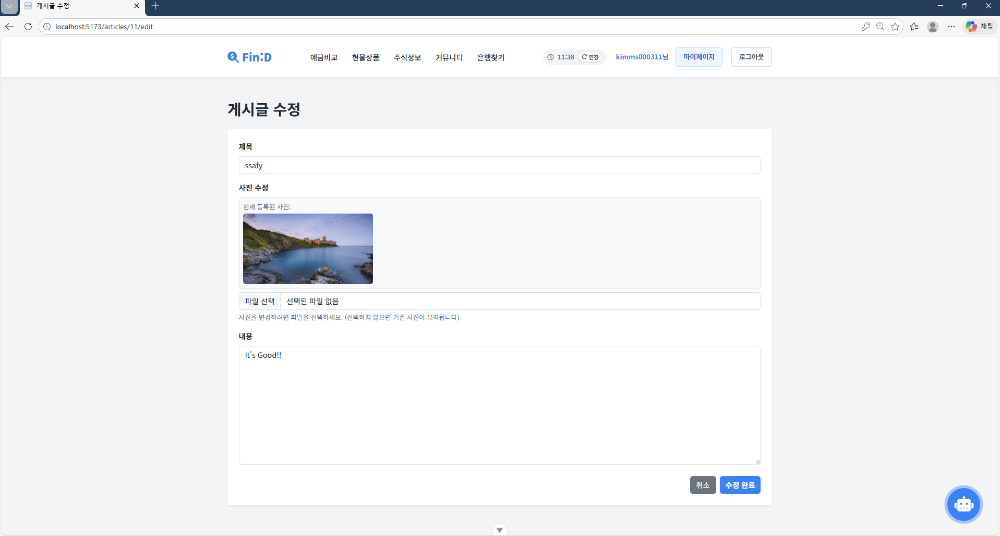 게시글 수정
localhost:5173/articles/11/edit
채팅
Fin:D
예금비교 현물상품 주식정보 커뮤니티 은행찾기
11:38 연장
kimms000311님
마이페이지
로그아웃
게시글 수정
제목
ssafy
사진 수정
현재 등록된 사진:
파일 선택 선택된 파일 없음
사진을 변경하려면 파일을 선택하세요. (선택하지 않으면 기존 사진이 유지됩니다)
내용
It's Good!!
취소 수정 완료